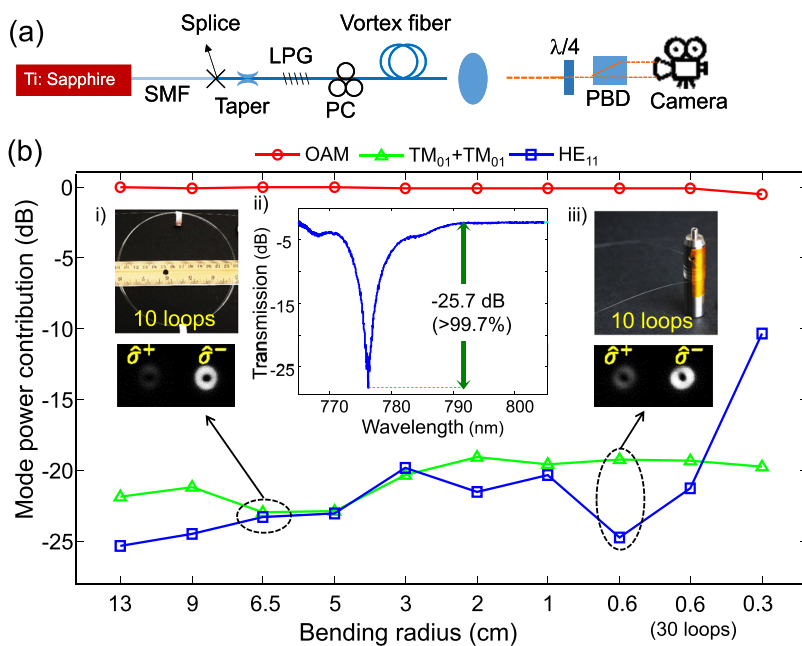 (a)
Splice
Vortex fiber
LPG
λ/4
Ti: Sapphire
SMF
Taper
PC
PBD
Camera
(b)
OAM
TM01+TM01
HE11
Mode power contribution (dB)
0
-5
-10
-15
-20
-25
i)
10 loops
σ̂+ σ̂−
ii)
Transmission (dB)
-5
-15
-25
-25.7 dB
(>99.7%)
770 780 790 800
Wavelength (nm)
iii)
10 loops
σ̂+ σ̂−
13 9 6.5 5 3 2 1 0.6 0.6 0.3
(30 loops)
Bending radius (cm)